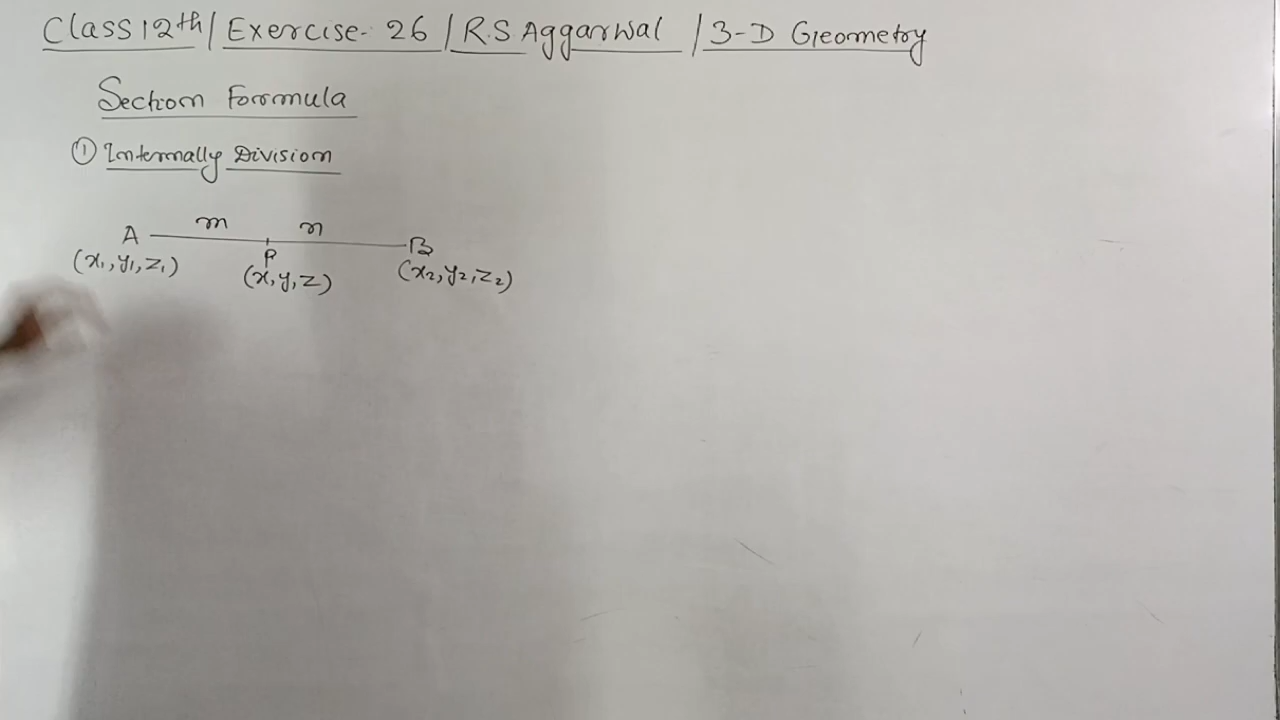 Class 12th / Exercise- 26 / R.S Aggarwal / 3-D Geometry
Section Formula
① Internally Division
m n
A P B
(x₁, y₁, z₁) (x, y, z) (x₂, y₂, z₂)